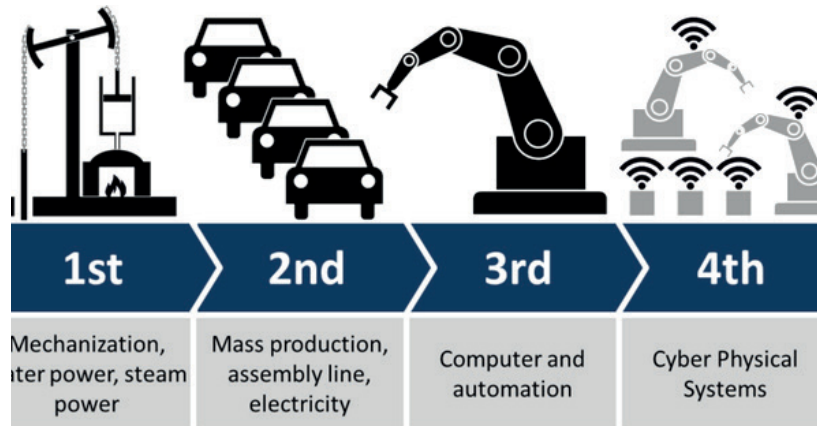 1st
2nd
3rd
4th
Mechanization,
ater power, steam
power
Mass production,
assembly line,
electricity
Computer and
automation
Cyber Physical
Systems